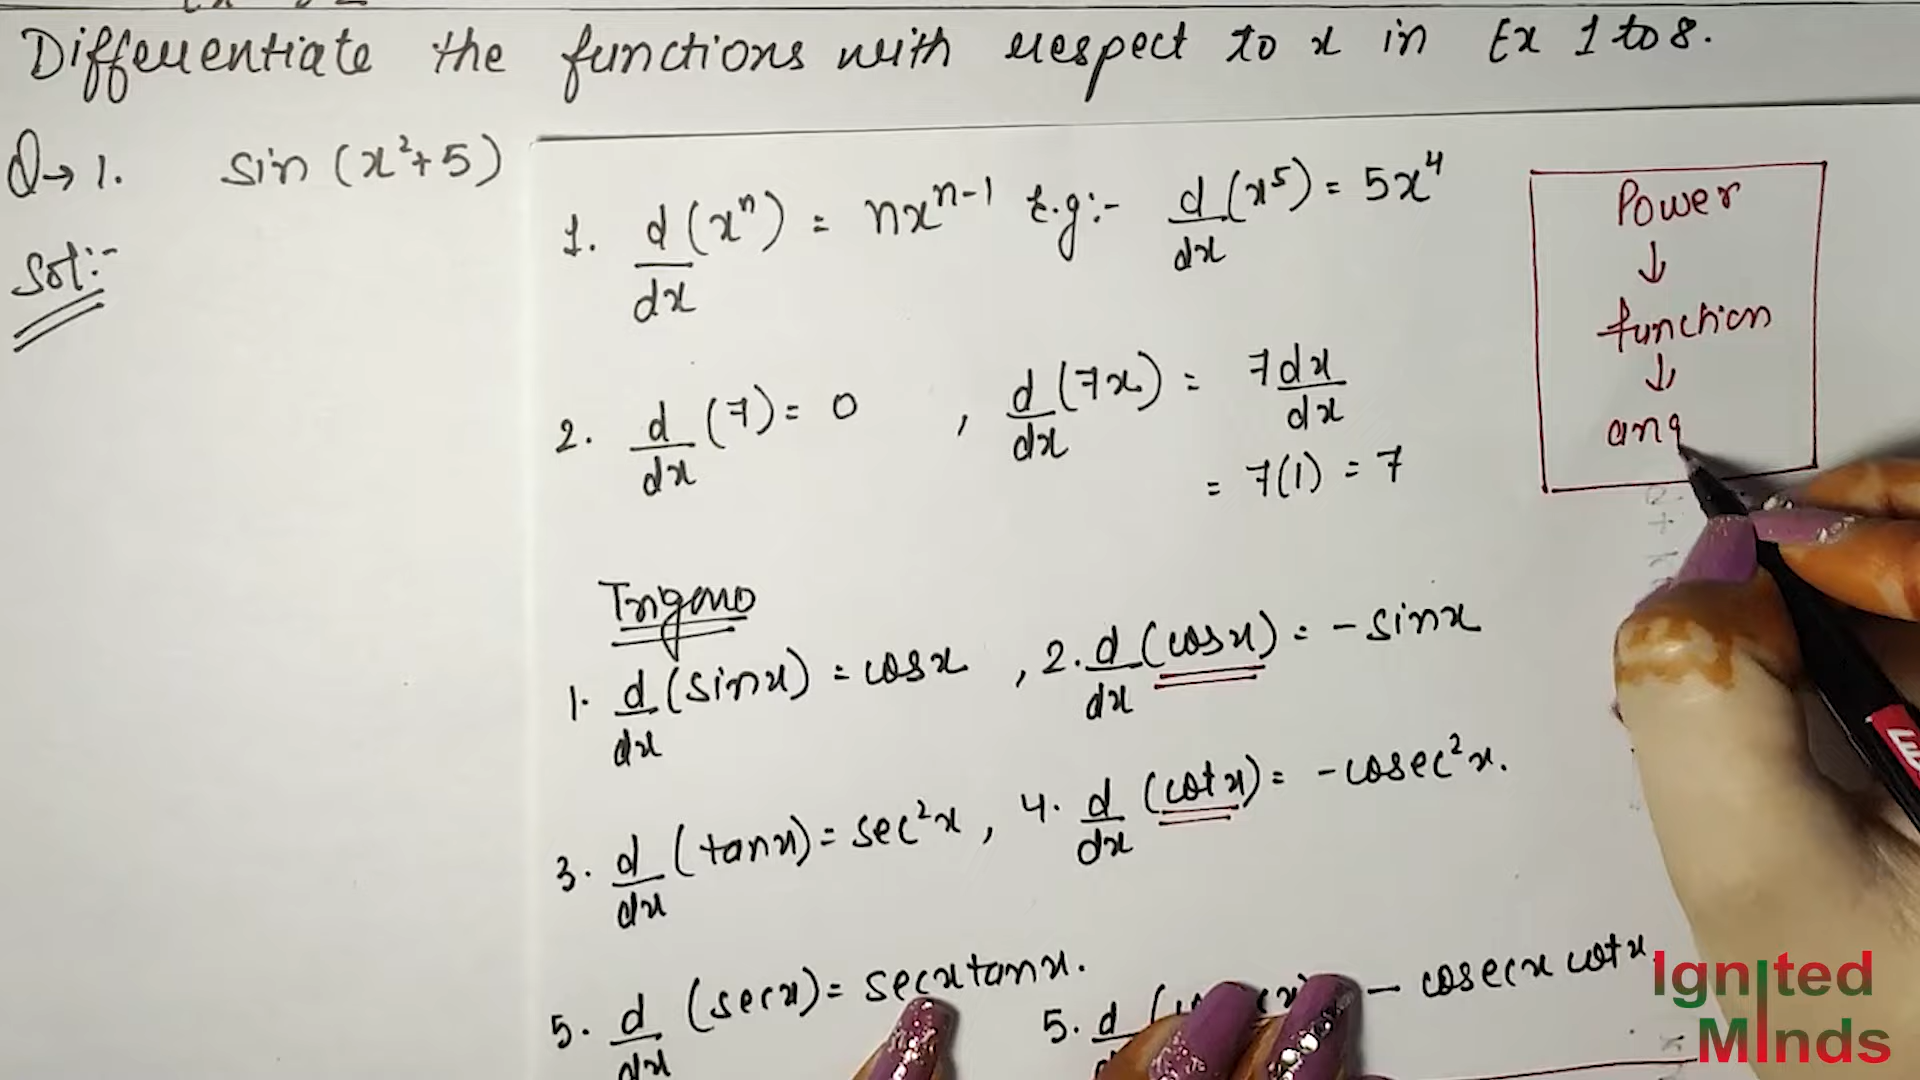 Differentiate the functions with respect to x in Ex 1 to 8.
Q→ 1. sin (x²+5)
Sol:-
1. d/dx (xⁿ) = nxⁿ⁻¹ E.g:- d/dx (x⁵) = 5x⁴
2. d/dx (7) = 0 , d/dx (7x) = 7dx/dx
= 7(1) = 7
Power
↓
function
↓
ang
Trigono
1. d/dx (sinx) = cosx , 2. d/dx (cosx) = -sinx
3. d/dx (tanx) = sec²x , 4. d/dx (cotx) = -cosec²x.
5. d/dx (secx) = secxtanx. 5. d - cosecx cotx.
Ignited
Minds